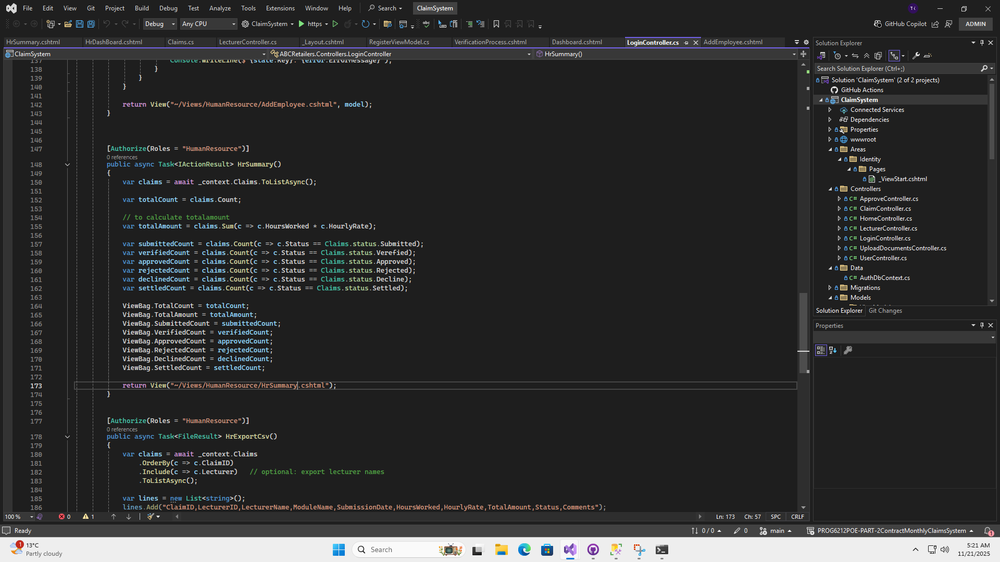 File Edit View Git Project Build Debug Test Analyze Tools Extensions Window Help Search ClaimSystem TK
Debug Any CPU ClaimSystem https GitHub Copilot ADMIN
HrSummary.cshtml HrDashBoard.cshtml Claims.cs LecturerController.cs _Layout.cshtml RegisterViewModel.cs VerificationProcess.cshtml Dashboard.cshtml LoginController.cs AddEmployee.cshtml
ClaimSystem ABCRetailers.Controllers.LoginController HrSummary()
137 Console.WriteLine($"{state.Key}: {error.ErrorMessage}");
138 }
139 }
140 }
141
142 return View("~/Views/HumanResource/AddEmployee.cshtml", model);
143 }
144
145
146
147 [Authorize(Roles = "HumanResource")]
0 references
148 public async Task<IActionResult> HrSummary()
149 {
150 var claims = await _context.Claims.ToListAsync();
151
152 var totalCount = claims.Count;
153
154 // to calculate totalamount
155 var totalAmount = claims.Sum(c => c.HoursWorked * c.HourlyRate);
156
157 var submittedCount = claims.Count(c => c.Status == Claims.status.Submitted);
158 var verifiedCount = claims.Count(c => c.Status == Claims.status.Verefied);
159 var approvedCount = claims.Count(c => c.Status == Claims.status.Approved);
160 var rejectedCount = claims.Count(c => c.Status == Claims.status.Rejected);
161 var declinedCount = claims.Count(c => c.Status == Claims.status.Decline);
162 var settledCount = claims.Count(c => c.Status == Claims.status.Settled);
163
164 ViewBag.TotalCount = totalCount;
165 ViewBag.TotalAmount = totalAmount;
166 ViewBag.SubmittedCount = submittedCount;
167 ViewBag.VerifiedCount = verifiedCount;
168 ViewBag.ApprovedCount = approvedCount;
169 ViewBag.RejectedCount = rejectedCount;
170 ViewBag.DeclinedCount = declinedCount;
171 ViewBag.SettledCount = settledCount;
172
173 return View("~/Views/HumanResource/HrSummary.cshtml");
174 }
175
176
177 [Authorize(Roles = "HumanResource")]
0 references
178 public async Task<FileResult> HrExportCsv()
179 {
180 var claims = await _context.Claims
181 .OrderBy(c => c.ClaimID)
182 .Include(c => c.Lecturer) // optional: export lecturer names
183 .ToListAsync();
184
185 var lines = new List<string>();
186 lines.Add("ClaimID,LecturerID,LecturerName,ModuleName,SubmissionDate,HoursWorked,HourlyRate,TotalAmount,Status,Comments");
100 % 0 1 Ln: 173 Ch: 57 SPC CRLF
Solution Explorer
Search Solution Explorer (Ctrl+;)
Solution 'ClaimSystem' (2 of 2 projects)
GitHub Actions
ClaimSystem
Connected Services
Dependencies
Properties
wwwroot
Areas
Identity
Pages
_ViewStart.cshtml
Controllers
C# ApproveController.cs
C# ClaimController.cs
C# HomeController.cs
C# LecturerController.cs
C# LoginController.cs
C# UploadDocumentsController.cs
C# UserController.cs
Data
C# AuthDbContext.cs
Migrations
Models
Solution Explorer Git Changes
Properties
Ready 0 / 0 0 main PROG6212POE-PART-2ContractMonthlyClaimsSystem 1
1 13°C
Partly cloudy
Search
5:21 AM
11/21/2025